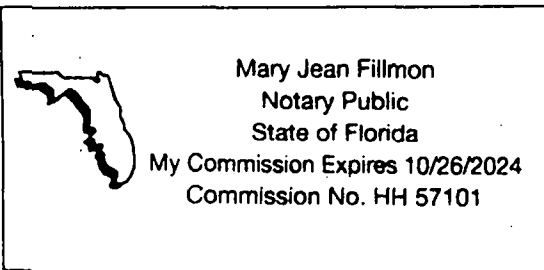 Mary Jean Fillmon
Notary Public
State of Florida
My Commission Expires 10/26/2024
Commission No. HH 57101